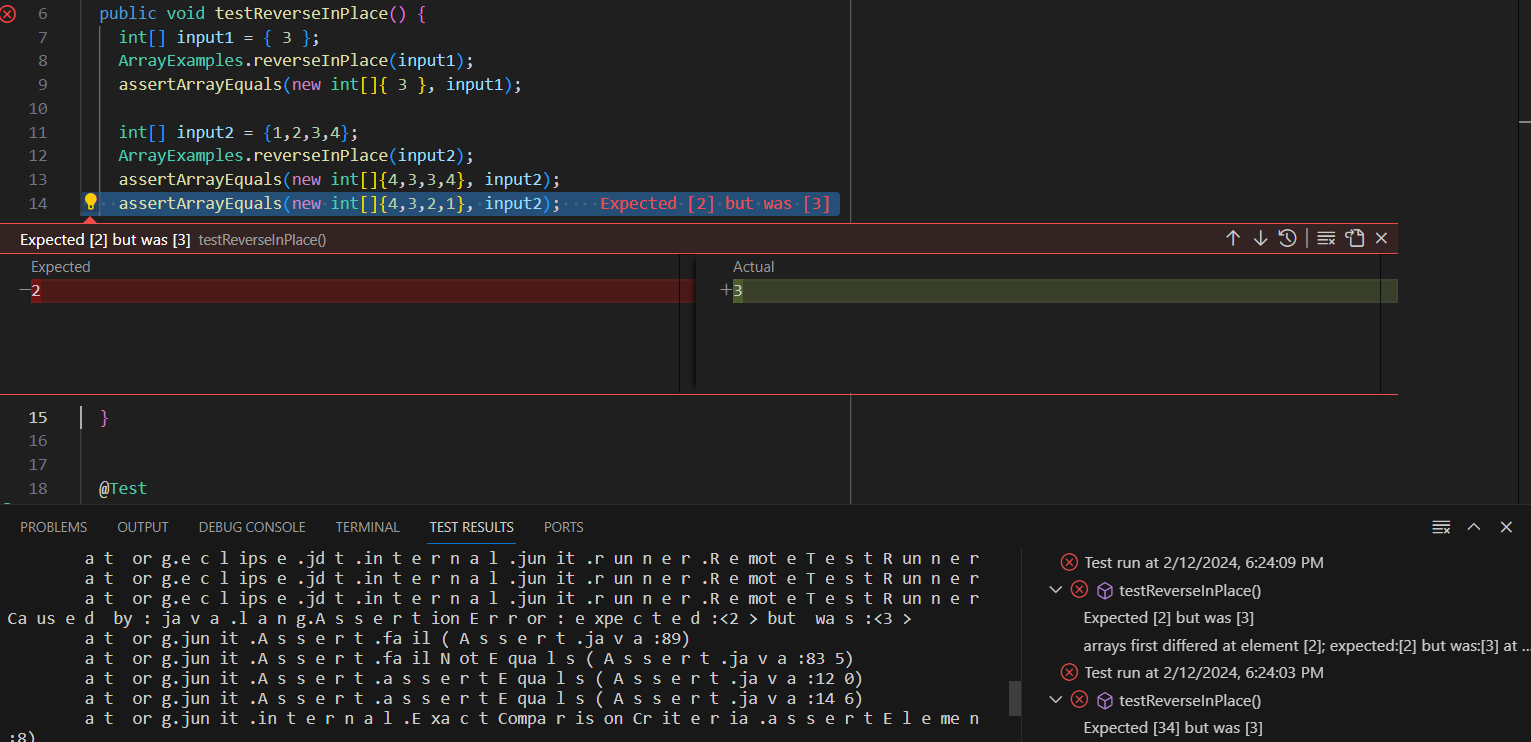 6 public void testReverseInPlace() {
7 int[] input1 = { 3 };
8 ArrayExamples.reverseInPlace(input1);
9 assertArrayEquals(new int[]{ 3 }, input1);
10
11 int[] input2 = {1,2,3,4};
12 ArrayExamples.reverseInPlace(input2);
13 assertArrayEquals(new int[]{4,3,3,4}, input2);
14 assertArrayEquals(new int[]{4,3,2,1}, input2); Expected [2] but was [3]
Expected [2] but was [3] testReverseInPlace()
Expected Actual
−2 +3
15 }
16
17
18 @Test
PROBLEMS OUTPUT DEBUG CONSOLE TERMINAL TEST RESULTS PORTS
at org.eclipse.jdt.internal.junit.runner.RemoteTestRunner
at org.eclipse.jdt.internal.junit.runner.RemoteTestRunner
at org.eclipse.jdt.internal.junit.runner.RemoteTestRunner
Caused by: java.lang.AssertionError: expected:<2> but was:<3>
at org.junit.Assert.fail(Assert.java:89)
at org.junit.Assert.failNotEquals(Assert.java:835)
at org.junit.Assert.assertEquals(Assert.java:120)
at org.junit.Assert.assertEquals(Assert.java:146)
at org.junit.internal.ExactComparisonCriteria.assertElemen
:8)
Test run at 2/12/2024, 6:24:09 PM
testReverseInPlace()
Expected [2] but was [3]
arrays first differed at element [2]; expected:[2] but was:[3] at ...
Test run at 2/12/2024, 6:24:03 PM
testReverseInPlace()
Expected [34] but was [3]